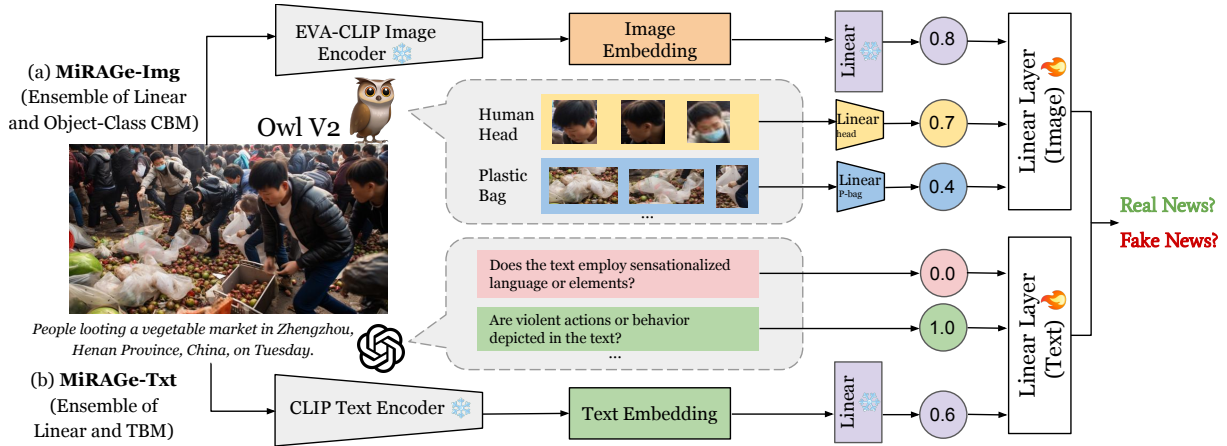 EVA-CLIP Image
Encoder
Image
Embedding
Linear
0.8
Linear Layer
(Image)
(a) MiRAGe-Img
(Ensemble of Linear
and Object-Class CBM)
Owl V2
Human
Head
Linear
head
0.7
Plastic
Bag
...
Linear
P-bag
0.4
Real News?
Fake News?
Does the text employ sensationalized
language or elements?
0.0
Are violent actions or behavior
depicted in the text?
...
1.0
Linear Layer
(Text)
People looting a vegetable market in Zhengzhou,
Henan Province, China, on Tuesday.
(b) MiRAGe-Txt
(Ensemble of
Linear and TBM)
CLIP Text Encoder
Text Embedding
Linear
0.6